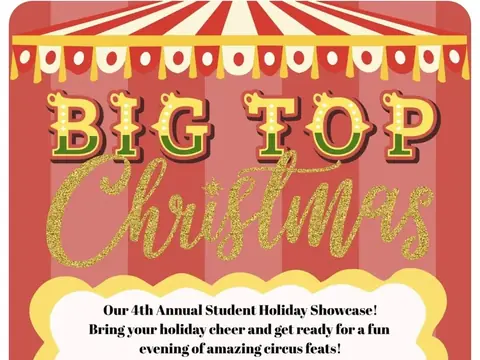 BIG TOP
Christmas
Our 4th Annual Student Holiday Showcase!
Bring your holiday cheer and get ready for a fun
evening of amazing circus feats!